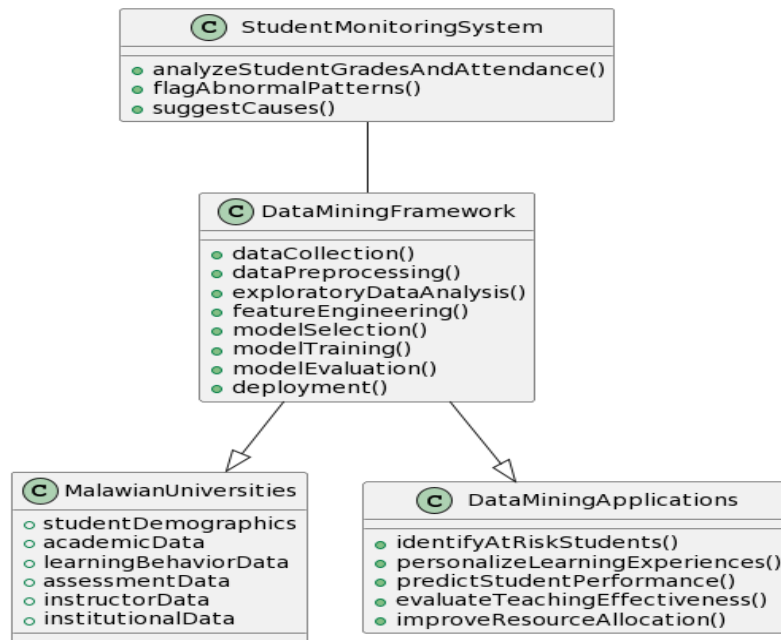 C StudentMonitoringSystem
analyzeStudentGradesAndAttendance()
flagAbnormalPatterns()
suggestCauses()
C DataMiningFramework
dataCollection()
dataPreprocessing()
exploratoryDataAnalysis()
featureEngineering()
modelSelection()
modelTraining()
modelEvaluation()
deployment()
C MalawianUniversities
studentDemographics
academicData
learningBehaviorData
assessmentData
instructorData
institutionalData
C DataMiningApplications
identifyAtRiskStudents()
personalizeLearningExperiences()
predictStudentPerformance()
evaluateTeachingEffectiveness()
improveResourceAllocation()